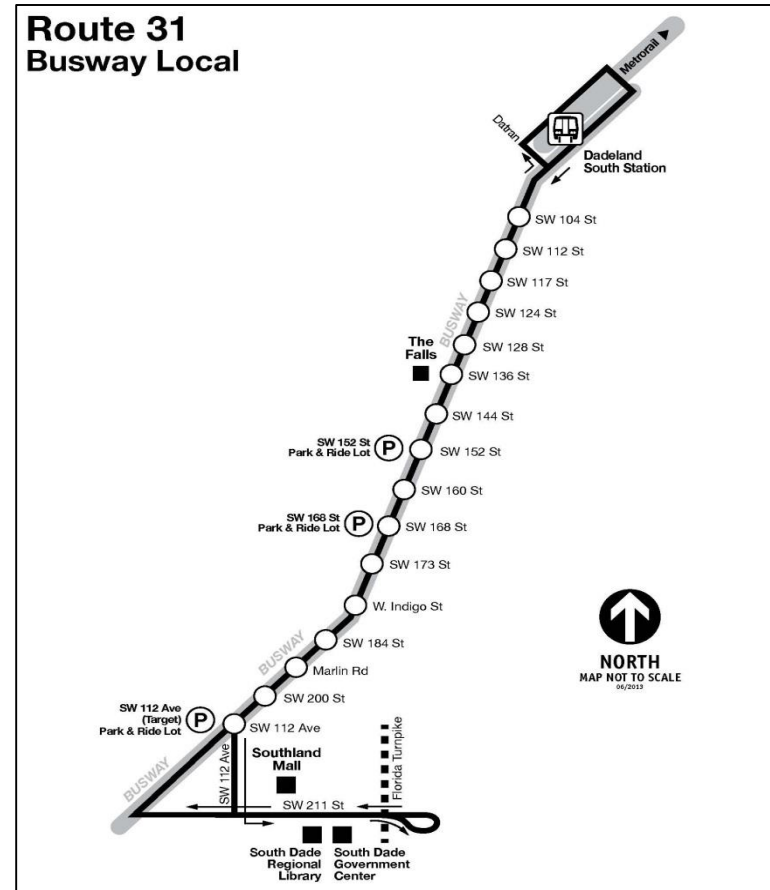 Route 31
Busway Local
Metrorail
Datran
Dadeland
South Station
SW 104 St
SW 112 St
SW 117 St
SW 124 St
BUSWAY
SW 128 St
The
Falls
SW 136 St
SW 144 St
SW 152 St
Park & Ride Lot
P
SW 152 St
SW 160 St
SW 168 St
Park & Ride Lot
P
SW 168 St
SW 173 St
W. Indigo St
NORTH
MAP NOT TO SCALE
06/2013
SW 184 St
BUSWAY
Marlin Rd
SW 200 St
SW 112 Ave
(Target)
Park & Ride Lot
P
SW 112 Ave
SW 112 Ave
Southland
Mall
Florida Turnpike
BUSWAY
SW 211 St
South Dade
Regional
Library
South Dade
Government
Center